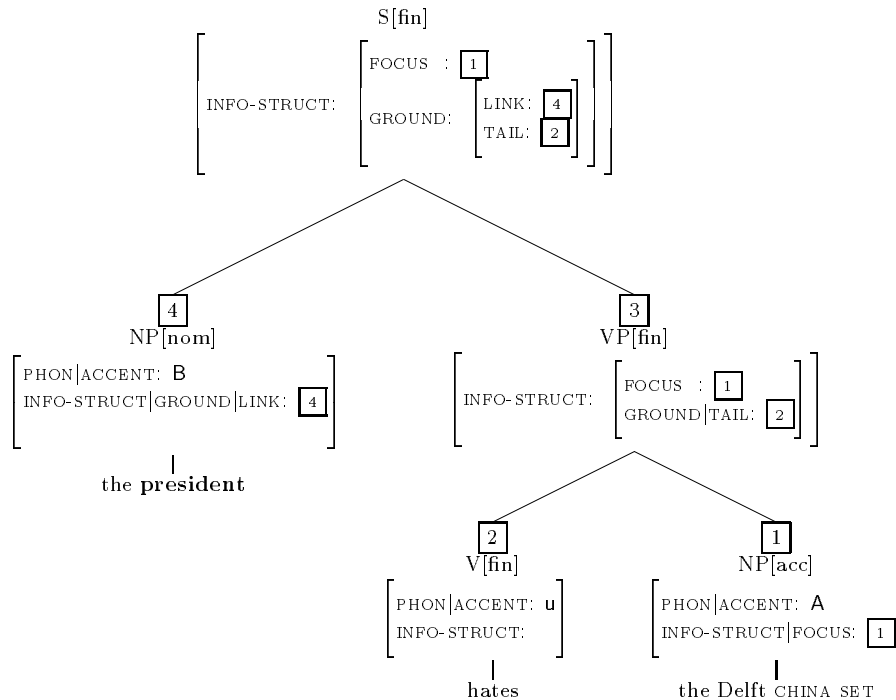 S[fin]
FOCUS : 1
INFO-STRUCT:
GROUND:
LINK: 4
TAIL: 2
4
NP[nom]
PHON|ACCENT: B
INFO-STRUCT|GROUND|LINK: 4
the president
3
VP[fin]
INFO-STRUCT:
FOCUS : 1
GROUND|TAIL: 2
2
V[fin]
PHON|ACCENT: u
INFO-STRUCT:
hates
1
NP[acc]
PHON|ACCENT: A
INFO-STRUCT|FOCUS: 1
the Delft CHINA SET